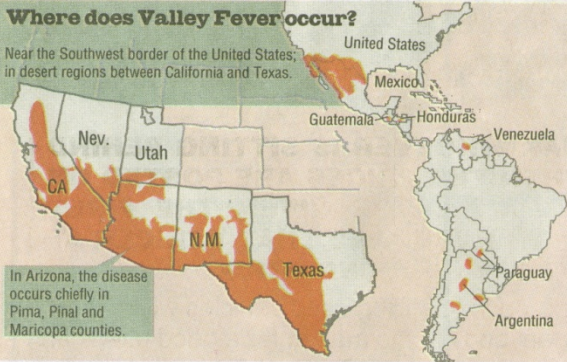 Where does Valley Fever occur?
Near the Southwest border of the United States;
in desert regions between California and Texas.
United States
Mexico
Guatemala
Honduras
Venezuela
Paraguay
Argentina
Nev.
Utah
CA
N.M.
Texas
In Arizona, the disease
occurs chiefly in
Pima, Pinal and
Maricopa counties.